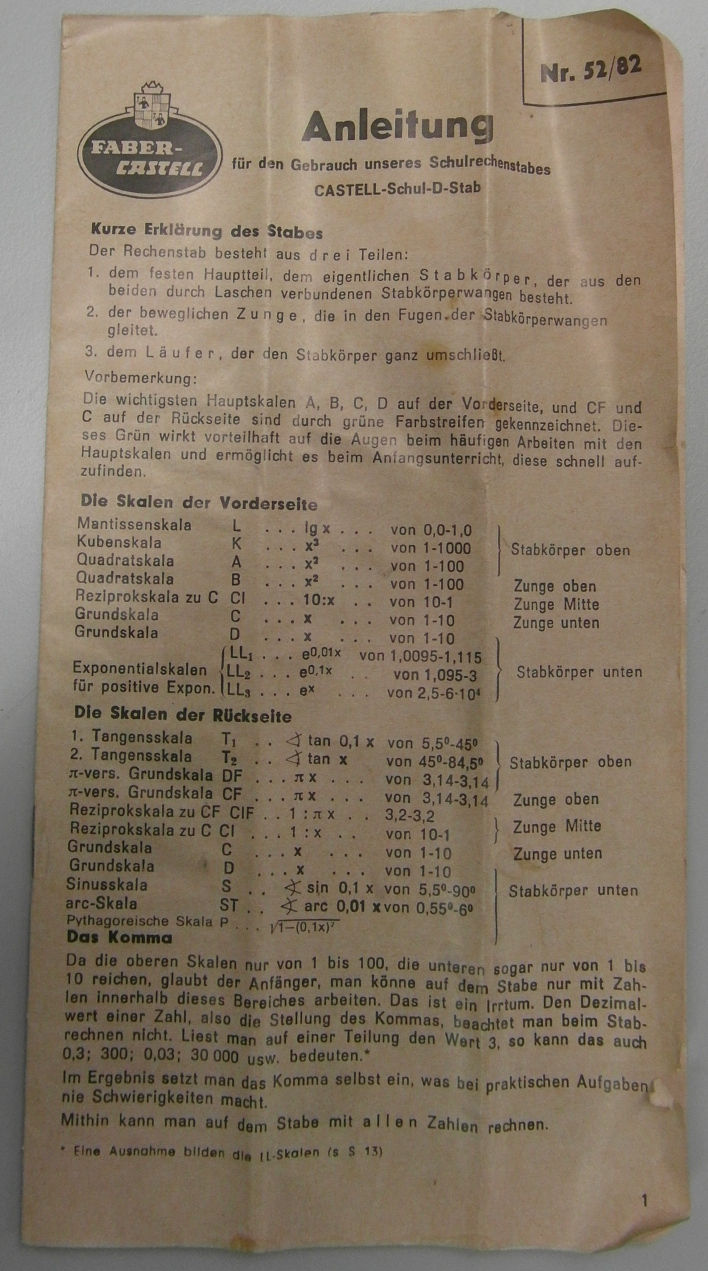 Nr. 52/82
FABER-
CASTELL
Anleitung
für den Gebrauch unseres Schulrechenstabes
CASTELL-Schul-D-Stab
Kurze Erklärung des Stabes
Der Rechenstab besteht aus drei Teilen:
1. dem festen Hauptteil, dem eigentlichen Stabkörper, der aus den
beiden durch Laschen verbundenen Stabkörperwangen besteht.
2. der beweglichen Zunge, die in den Fugen der Stabkörperwangen
gleitet.
3. dem Läufer, der den Stabkörper ganz umschließt.
Vorbemerkung:
Die wichtigsten Hauptskalen A, B, C, D auf der Vorderseite, und CF und
C auf der Rückseite sind durch grüne Farbstreifen gekennzeichnet. Die-
ses Grün wirkt vorteilhaft auf die Augen beim häufigen Arbeiten mit den
Hauptskalen und ermöglicht es beim Anfangsunterricht, diese schnell auf-
zufinden.
Die Skalen der Vorderseite
Mantissenskala L ... lg x ... von 0,0-1,0
Kubenskala K ... x³ ... von 1-1000 Stabkörper oben
Quadratskala A ... x² ... von 1-100
Quadratskala B ... x² ... von 1-100 Zunge oben
Reziprokskala zu C CI ... 10:x .. von 10-1 Zunge Mitte
Grundskala C ... x ... von 1-10 Zunge unten
Grundskala D ... x ... von 1-10
LL₁ ... e⁰,⁰¹ˣ von 1,0095-1,115
Exponentialskalen LL₂ ... e⁰,¹ˣ .. von 1,095-3 Stabkörper unten
für positive Expon. LL₃ ... eˣ ... von 2,5-6·10⁴
Die Skalen der Rückseite
1. Tangensskala T₁ .. ∢ tan 0,1 x von 5,5⁰-45⁰
2. Tangensskala T₂ .. ∢ tan x von 45⁰-84,5⁰ Stabkörper oben
π-vers. Grundskala DF ... π x ... von 3,14-3,14
π-vers. Grundskala CF ... π x ... von 3,14-3,14 Zunge oben
Reziprokskala zu CF CIF .. 1 : π x .. 3,2-3,2
Reziprokskala zu C CI ... 1 : x .. von 10-1 Zunge Mitte
Grundskala C ... x ... von 1-10 Zunge unten
Grundskala D ... x ... von 1-10
Sinusskala S .. ∢ sin 0,1 x von 5,5⁰-90⁰ Stabkörper unten
arc-Skala ST .. ∢ arc 0,01 x von 0,55⁰-6⁰
Pythagoreische Skala P ... √1-(0,1x)²
Das Komma
Da die oberen Skalen nur von 1 bis 100, die unteren sogar nur von 1 bis
10 reichen, glaubt der Anfänger, man könne auf dem Stabe nur mit Zah-
len innerhalb dieses Bereiches arbeiten. Das ist ein Irrtum. Den Dezimal-
wert einer Zahl, also die Stellung des Kommas, beachtet man beim Stab-
rechnen nicht. Liest man auf einer Teilung den Wert 3, so kann das auch
0,3; 300; 0,03; 30 000 usw. bedeuten.*
Im Ergebnis setzt man das Komma selbst ein, was bei praktischen Aufgaben
nie Schwierigkeiten macht.
Mithin kann man auf dem Stabe mit allen Zahlen rechnen.
* Eine Ausnahme bilden die LL-Skalen (s S 13)
1